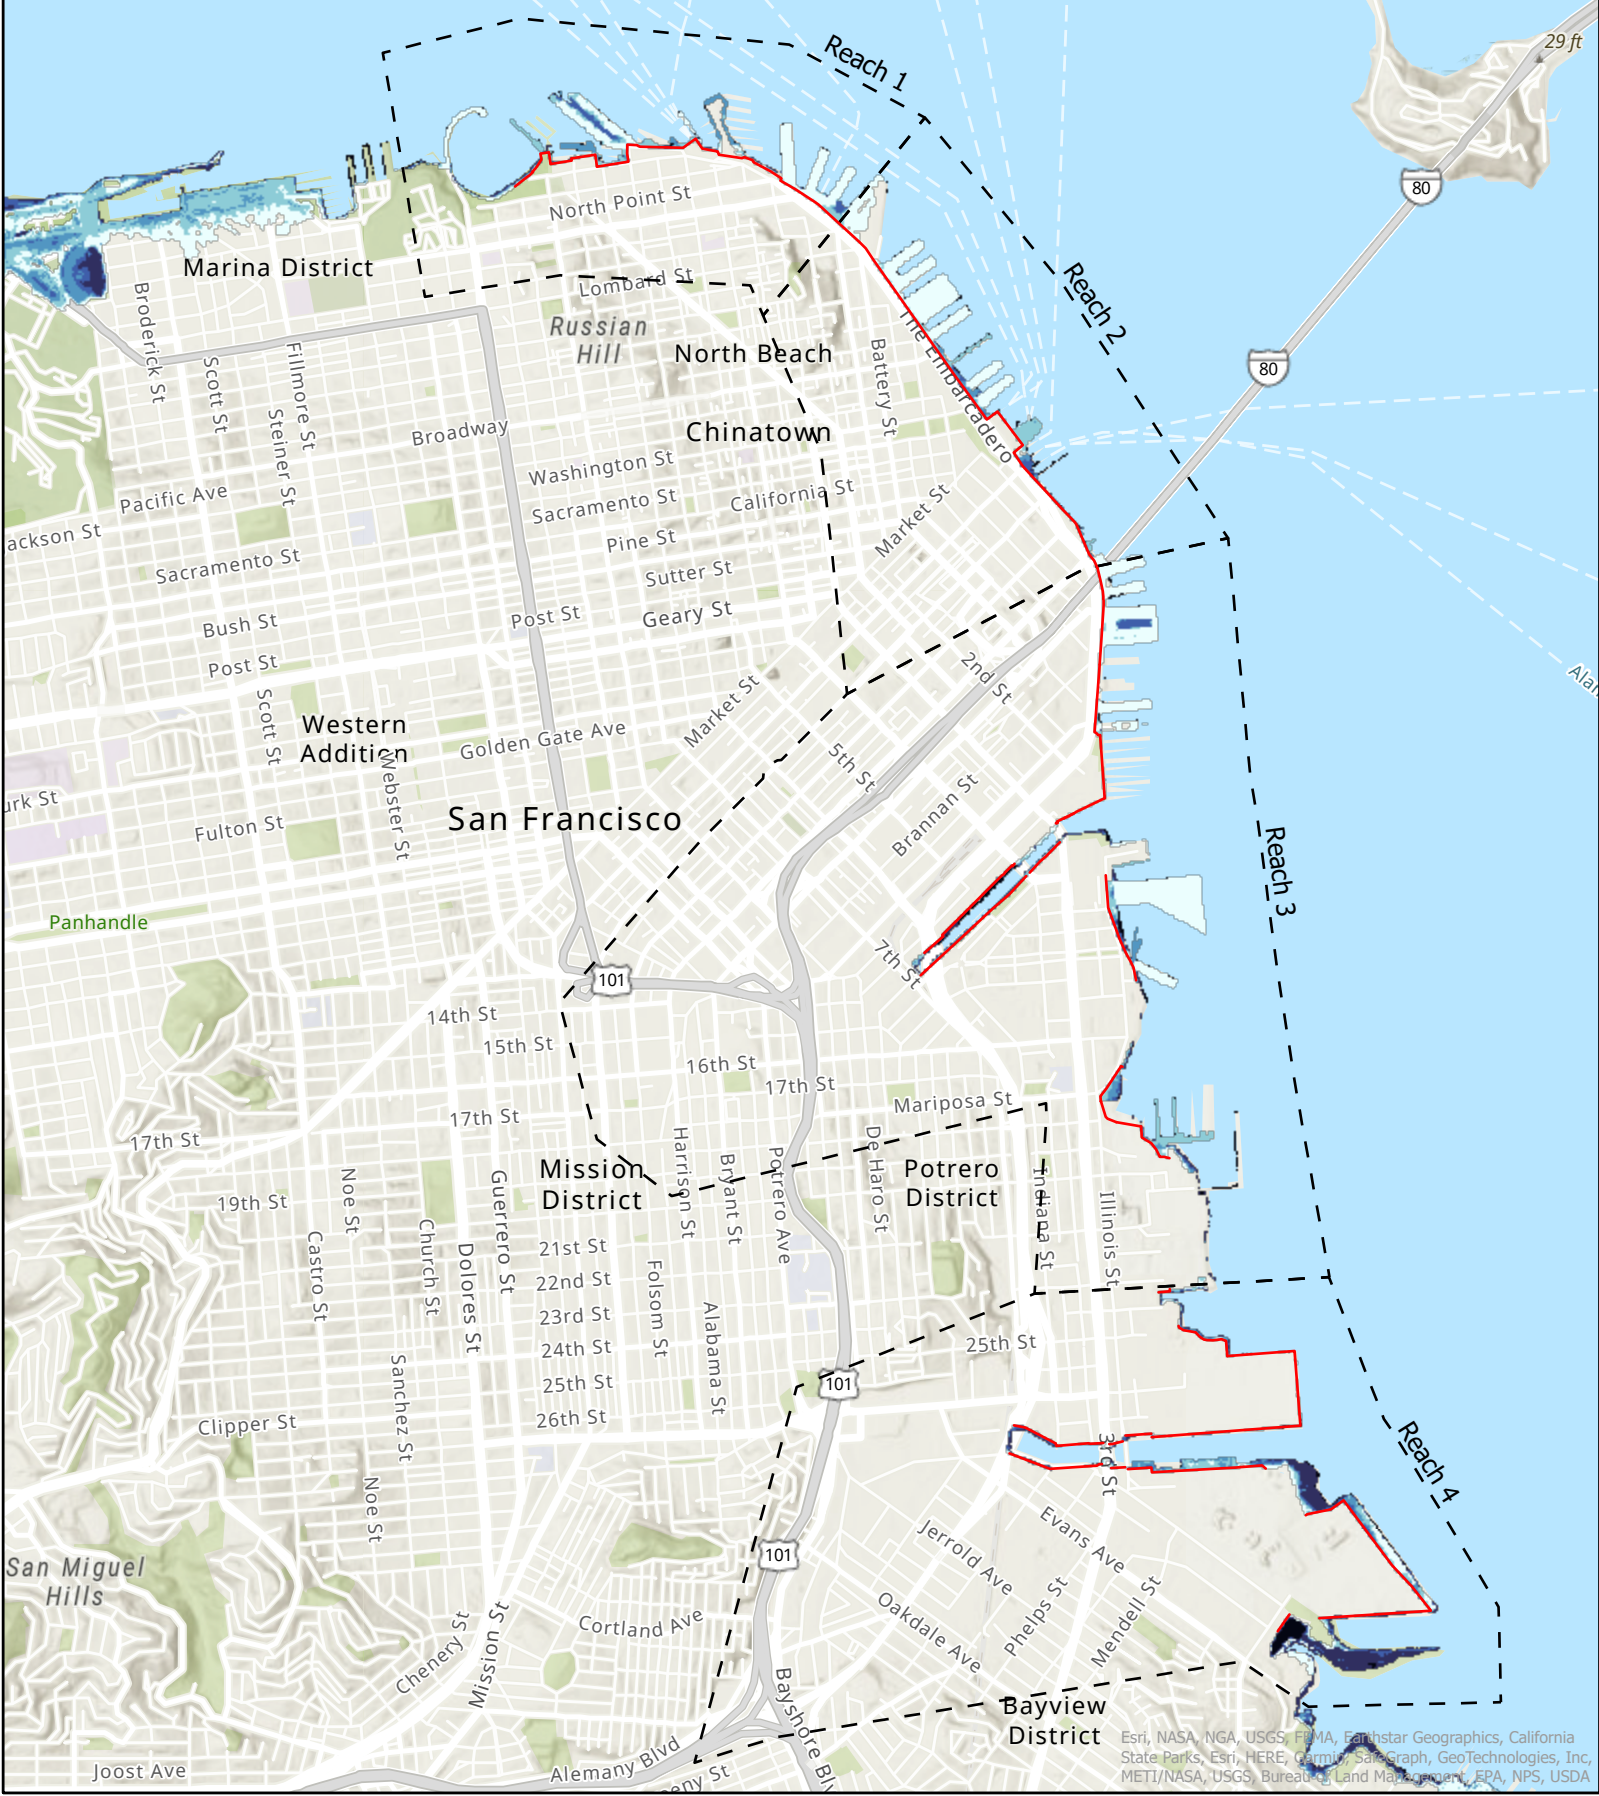 29 ft
Reach 1
80
North Point St
Marina District
Lombard St
Reach 2
Broderick St
Russian
Hill
North Beach
The Embarcadero
80
Scott St
Fillmore St
Battery St
Steiner St
Broadway
Chinatown
Washington St
Pacific Ave
Sacramento St
California St
Market St
ackson St
Pine St
Sacramento St
Sutter St
Bush St
Post St
Geary St
Post St
2nd St
Alan
Scott St
Western
Addition
Market St
Golden Gate Ave
5th St
Webster St
urk St
Fulton St
San Francisco
Brannan St
Reach 3
Panhandle
7th St
101
14th St
15th St
16th St
17th St
17th St
Mariposa St
17th St
Mission
District
Harrison St
Bryant St
Potrero Ave
De Haro St
Potrero
District
Indiana St
Illinois St
19th St
Noe St
Guerrero St
Castro St
Church St
Dolores St
21st St
22nd St
23rd St
24th St
25th St
26th St
Folsom St
Alabama St
25th St
101
Clipper St
Sanchez St
Noe St
3rd St
Reach 4
Evans Ave
Jerrold Ave
101
San Miguel
Hills
Cortland Ave
Oakdale Ave
Phelps St
Mendell St
Chenery St
Mission St
Bayshore Blv
Bayview
District
Alemany Blvd
eny St
Joost Ave
Esri, NASA, NGA, USGS, FEMA, Earthstar Geographics, California
State Parks, Esri, HERE, Garmin, SafeGraph, GeoTechnologies, Inc,
METI/NASA, USGS, Bureau of Land Management, EPA, NPS, USDA